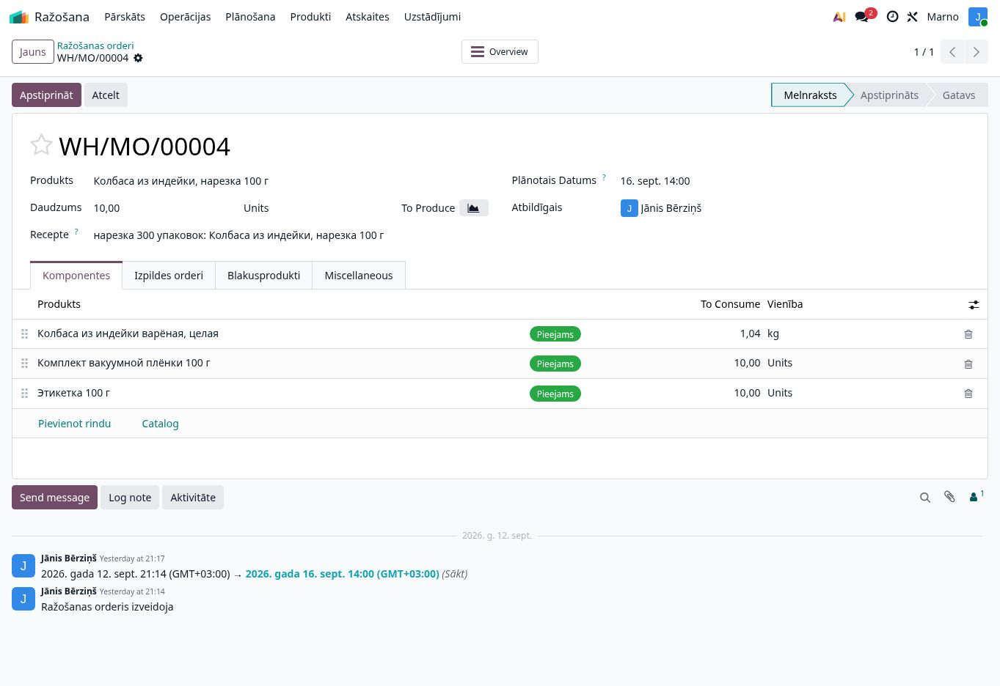 Ražošana Pārskāts Operācijas Plānošana Produkti Atskaites Uzstādījumi AI 2 Marno J
Jauns Ražošanas orderi
WH/MO/00004 Overview 1 / 1
Apstiprināt Atcelt Melnraksts Apstiprināts Gatavs
WH/MO/00004
Produkts Колбаса из индейки, нарезка 100 г Plānotais Datums ? 16. sept. 14:00
Daudzums 10,00 Units To Produce Atbildīgais J Jānis Bērziņš
Recepte ? нарезка 300 упаковок: Колбаса из индейки, нарезка 100 г
Komponentes Izpildes orderi Blakusprodukti Miscellaneous
Produkts To Consume Vienība
Колбаса из индейки варёная, целая Pieejams 1,04 kg
Комплект вакуумной плёнки 100 г Pieejams 10,00 Units
Этикетка 100 г Pieejams 10,00 Units
Pievienot rindu Catalog
Send message Log note Aktivitāte 1
2026. g. 12. sept.
J Jānis Bērziņš Yesterday at 21:17
2026. gada 12. sept. 21:14 (GMT+03:00) → 2026. gada 16. sept. 14:00 (GMT+03:00) (Sākt)
J Jānis Bērziņš Yesterday at 21:14
Ražošanas orderis izveidoja